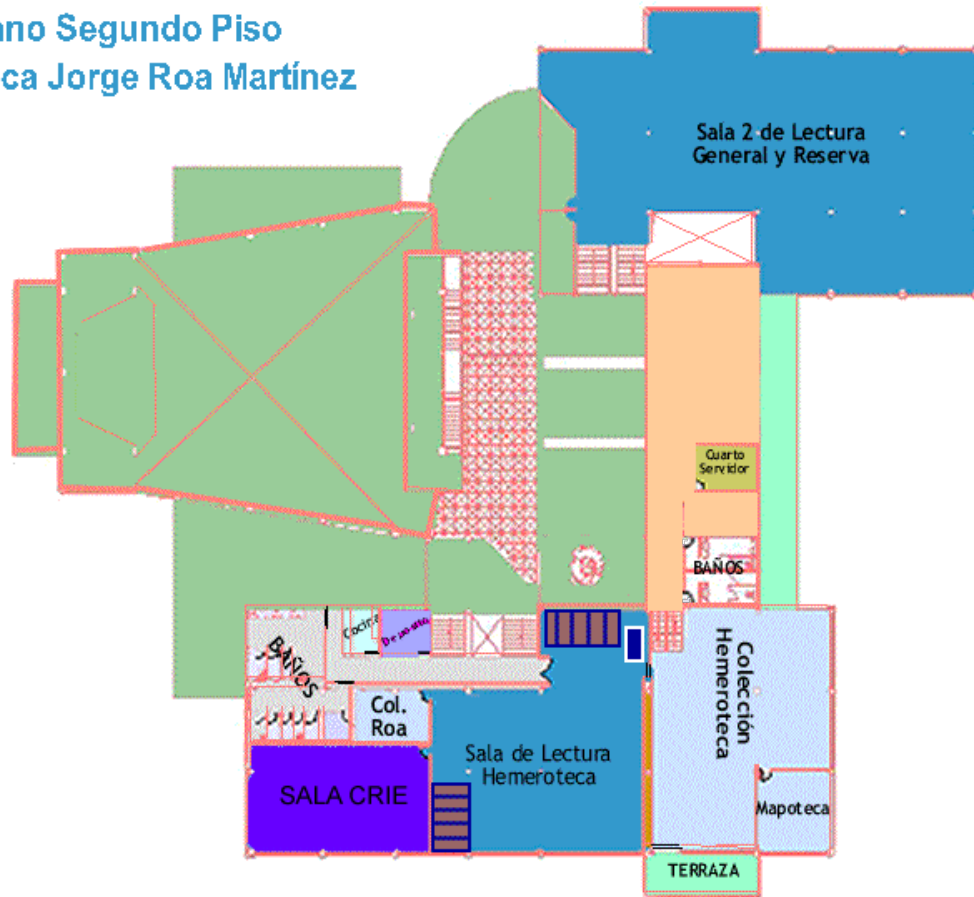 ano Segundo Piso
ca Jorge Roa Martínez
Sala 2 de Lectura
General y Reserva
Cuarto
Servidor
BAÑOS
Cocina
Deposito
BAÑOS
Col.
Roa
Colección
Hemeroteca
Sala de Lectura
Hemeroteca
SALA CRIE
Mapoteca
TERRAZA